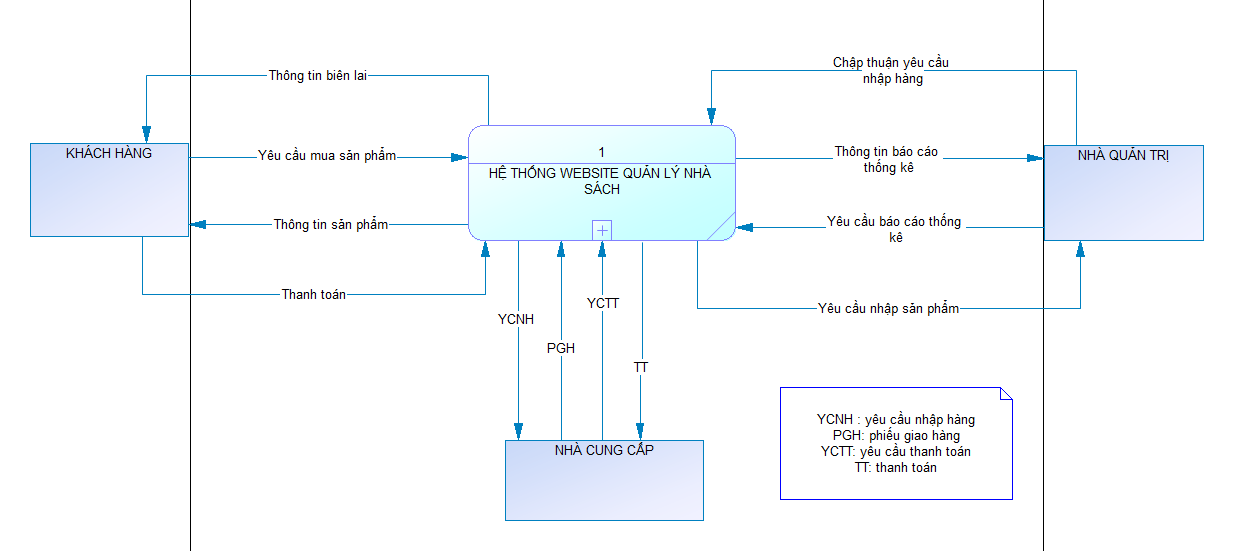 Thông tin biên lai
Chập thuận yêu cầu
nhập hàng
KHÁCH HÀNG
Yêu cầu mua sản phẩm
1
HỆ THỐNG WEBSITE QUẢN LÝ NHÀ
SÁCH
Thông tin báo cáo
thống kê
NHÀ QUẢN TRỊ
Thông tin sản phẩm
Yêu cầu báo cáo thống
kê
Thanh toán
YCNH
PGH
YCTT
TT
Yêu cầu nhập sản phẩm
NHÀ CUNG CẤP
YCNH : yêu cầu nhập hàng
PGH: phiếu giao hàng
YCTT: yêu cầu thanh toán
TT: thanh toán